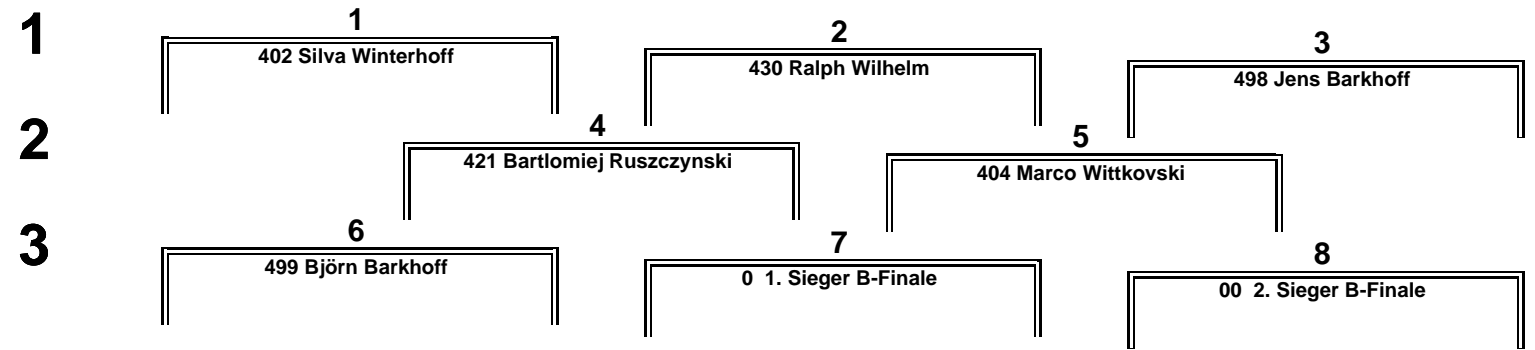 1
1
402 Silva Winterhoff
2
430 Ralph Wilhelm
3
498 Jens Barkhoff
2
4
421 Bartlomiej Ruszczynski
5
404 Marco Wittkovski
3
6
499 Björn Barkhoff
7
0 1. Sieger B-Finale
8
00 2. Sieger B-Finale